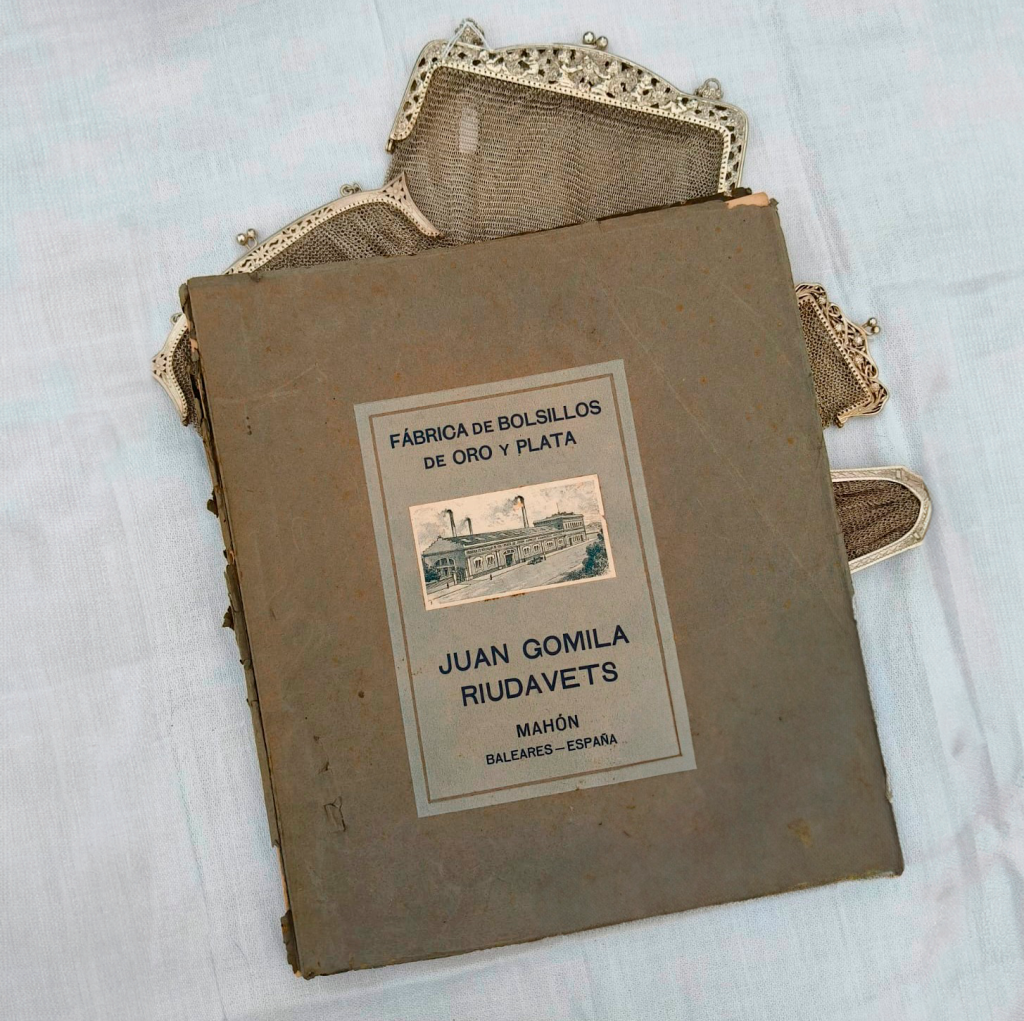 FÁBRICA DE BOLSILLOS
DE ORO Y PLATA
JUAN GOMILA
RIUDAVETS
MAHÓN
BALEARES — ESPAÑA